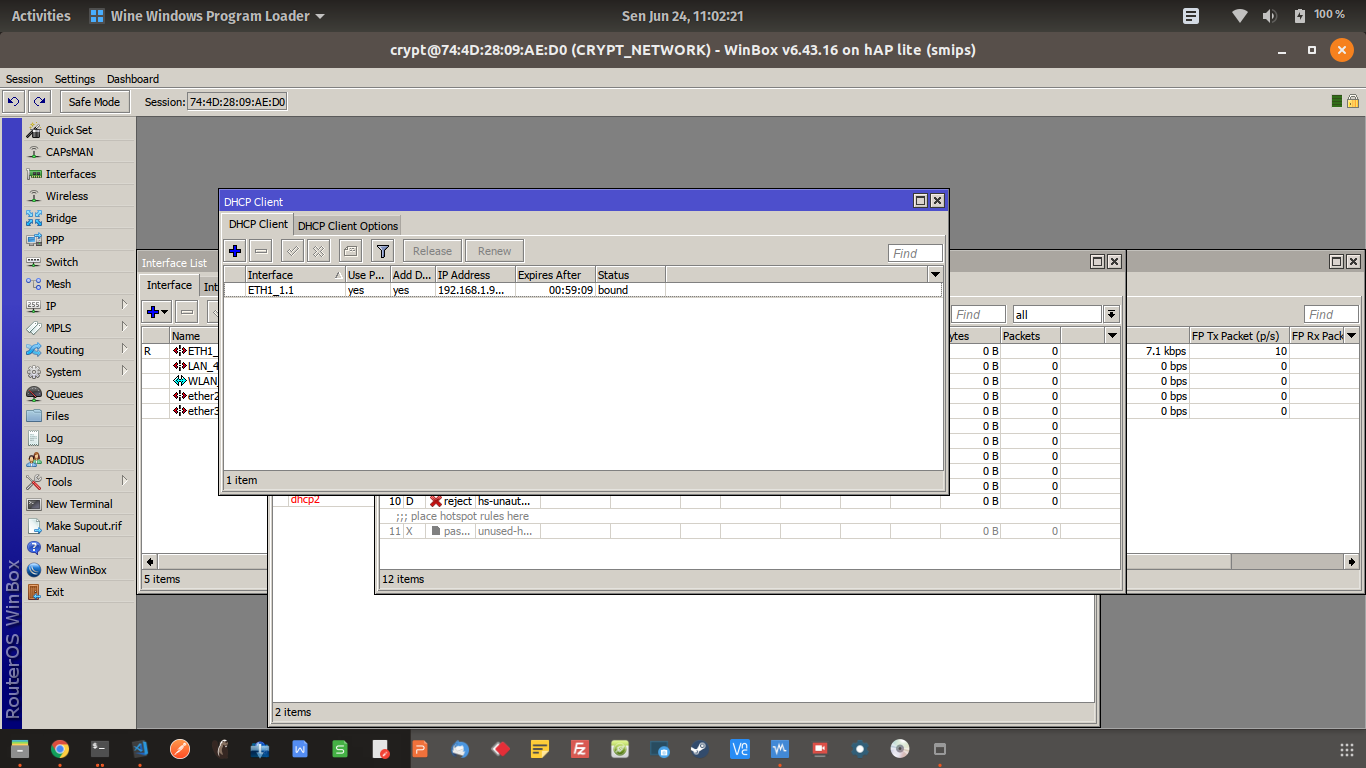 Activities Wine Windows Program Loader Sen Jun 24, 11:02:21 100 %
crypt@74:4D:28:09:AE:D0 (CRYPT_NETWORK) - WinBox v6.43.16 on hAP lite (smips)
Session Settings Dashboard
Safe Mode Session: 74:4D:28:09:AE:D0
Quick Set
CAPsMAN
Interfaces
Wireless
Bridge
PPP
Switch
Mesh
IP
MPLS
Routing
System
Queues
Files
Log
RADIUS
Tools
New Terminal
Make Supout.rif
Manual
New WinBox
Exit
RouterOS WinBox
DHCP Client
DHCP Client DHCP Client Options
Release Renew Find
Interface Use P... Add D... IP Address Expires After Status
ETH1_1.1 yes yes 192.168.1.9... 00:59:09 bound
1 item
Interface List
Interface Int
Name
R ETH1_
LAN_4
WLAN_
ether2
ether3
5 items
dhcp2
2 items
Find all
ytes Packets
0 B 0
0 B 0
0 B 0
0 B 0
0 B 0
0 B 0
0 B 0
0 B 0
0 B 0
0 B 0
10 D reject hs-unaut... 0 B 0
;;; place hotspot rules here
11 X pas... unused-h... 0 B 0
12 items
Find
FP Tx Packet (p/s) FP Rx Pack
7.1 kbps 10
0 bps 0
0 bps 0
0 bps 0
0 bps 0